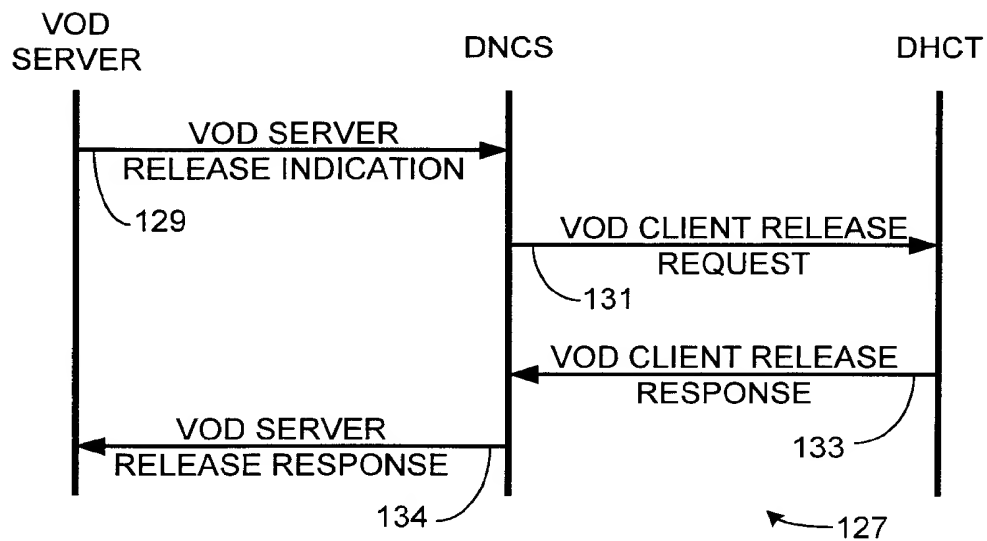 VOD
SERVER
DNCS
DHCT
VOD SERVER
RELEASE INDICATION
129
VOD CLIENT RELEASE
REQUEST
131
VOD CLIENT RELEASE
RESPONSE
133
VOD SERVER
RELEASE RESPONSE
134
127